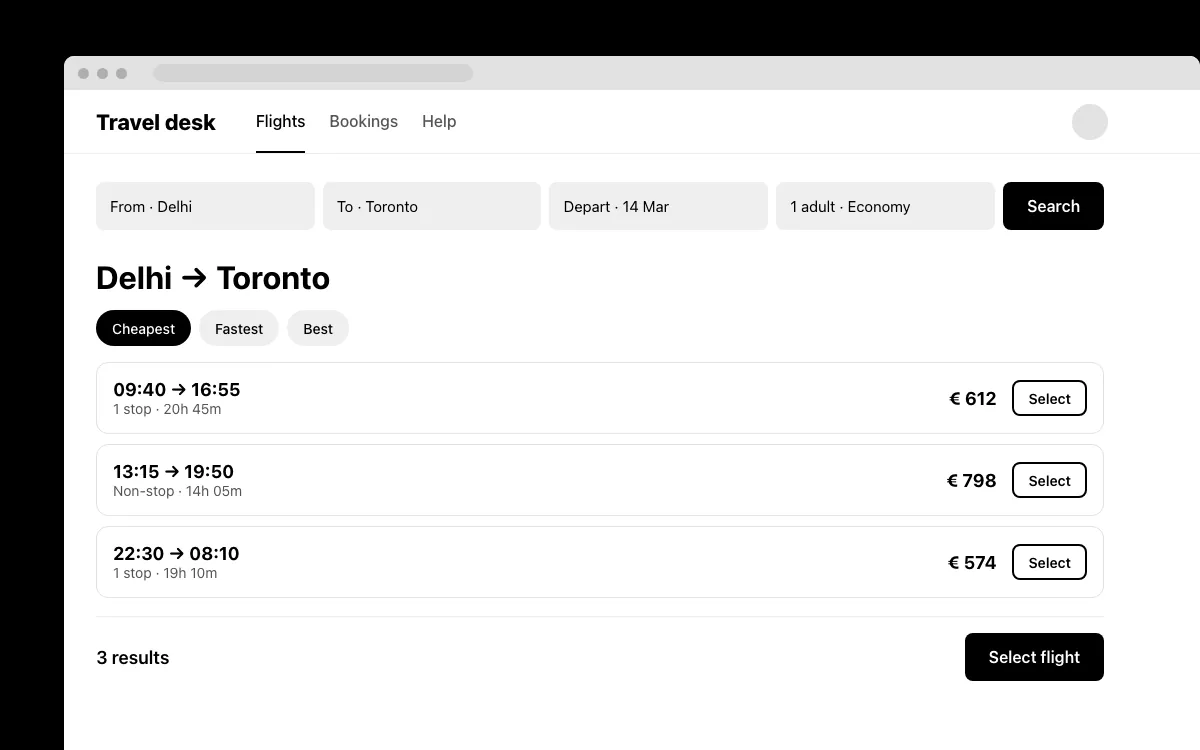 Travel desk Flights Bookings Help
From · Delhi To · Toronto Depart · 14 Mar 1 adult · Economy Search
Delhi → Toronto
Cheapest Fastest Best
09:40 → 16:55
1 stop · 20h 45m
€ 612 Select
13:15 → 19:50
Non-stop · 14h 05m
€ 798 Select
22:30 → 08:10
1 stop · 19h 10m
€ 574 Select
3 results Select flight